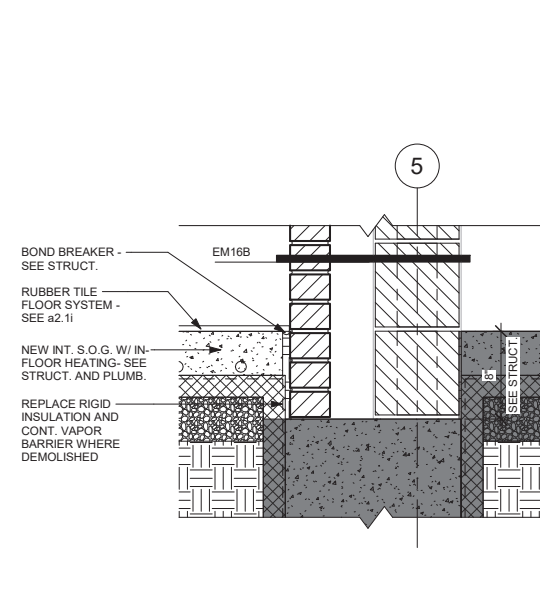 5
BOND BREAKER -
SEE STRUCT.
EM16B
RUBBER TILE
FLOOR SYSTEM -
SEE a2.1i
NEW INT. S.O.G. W/ IN-
FLOOR HEATING- SEE
STRUCT. AND PLUMB.
REPLACE RIGID
INSULATION AND
CONT. VAPOR
BARRIER WHERE
DEMOLISHED
8"
SEE STRUCT.